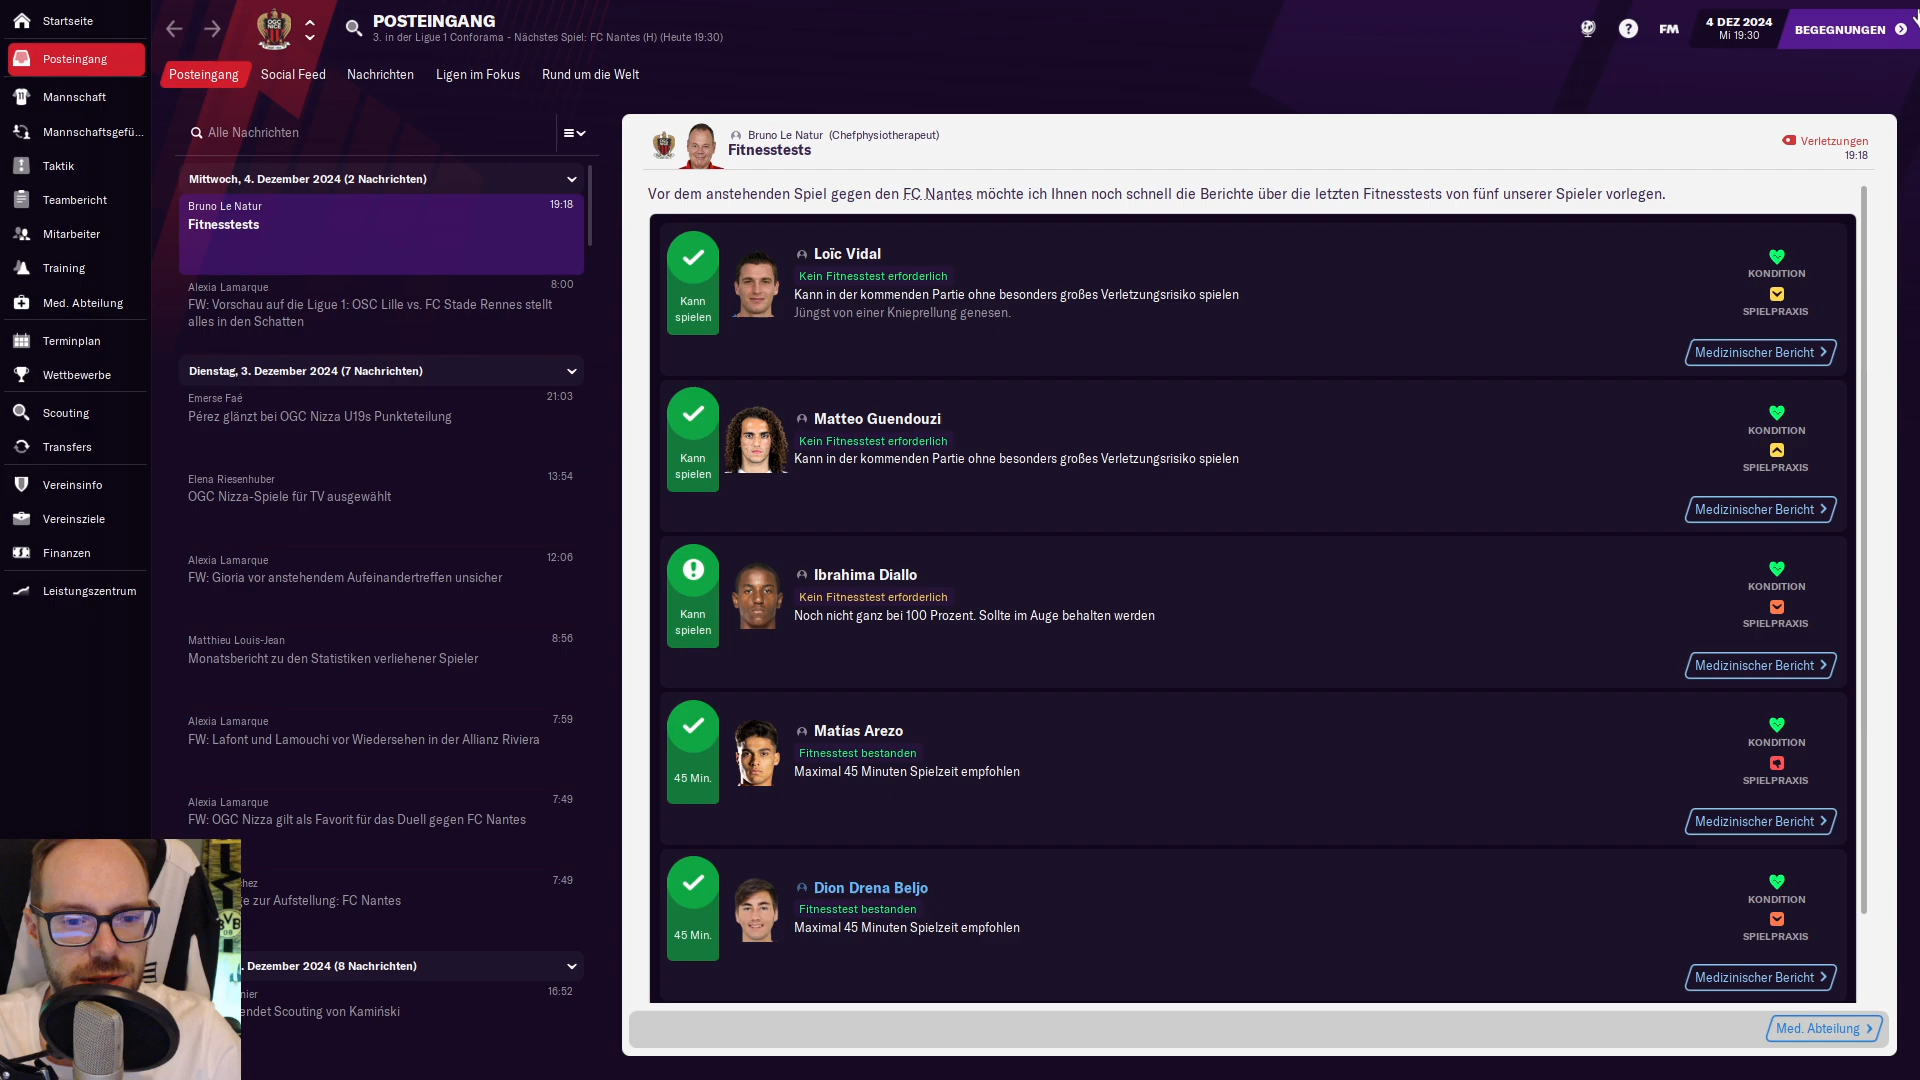 Startseite
Posteingang
Mannschaft
Mannschaftsgefü...
Taktik
Teambericht
Mitarbeiter
Training
Med. Abteilung
Terminplan
Wettbewerbe
Scouting
Transfers
Vereinsinfo
Vereinsziele
Finanzen
Leistungszentrum
POSTEINGANG
3. in der Ligue 1 Conforama - Nächstes Spiel: FC Nantes (H) (Heute 19:30)
FM
4 DEZ 2024
Mi 19:30
BEGEGNUNGEN
Posteingang
Social Feed
Nachrichten
Ligen im Fokus
Rund um die Welt
Alle Nachrichten
Mittwoch, 4. Dezember 2024 (2 Nachrichten)
Bruno Le Natur 19:18
Fitnesstests
Alexia Lamarque 8:00
FW: Vorschau auf die Ligue 1: OSC Lille vs. FC Stade Rennes stellt
alles in den Schatten
Dienstag, 3. Dezember 2024 (7 Nachrichten)
Emerse Faé 21:03
Pérez glänzt bei OGC Nizza U19s Punkteteilung
Elena Riesenhuber 13:54
OGC Nizza-Spiele für TV ausgewählt
Alexia Lamarque 12:06
FW: Gioria vor anstehendem Aufeinandertreffen unsicher
Matthieu Louis-Jean 8:56
Monatsbericht zu den Statistiken verliehener Spieler
Alexia Lamarque 7:59
FW: Lafont und Lamouchi vor Wiedersehen in der Allianz Riviera
Alexia Lamarque 7:49
FW: OGC Nizza gilt als Favorit für das Duell gegen FC Nantes
chez 7:49
e zur Aufstellung: FC Nantes
. Dezember 2024 (8 Nachrichten)
nier 16:52
endet Scouting von Kamiński
Bruno Le Natur (Chefphysiotherapeut)
Fitnesstests
Verletzungen
19:18
Vor dem anstehenden Spiel gegen den FC Nantes möchte ich Ihnen noch schnell die Berichte über die letzten Fitnesstests von fünf unserer Spieler vorlegen.
Kann
spielen
Loïc Vidal
Kein Fitnesstest erforderlich
Kann in der kommenden Partie ohne besonders großes Verletzungsrisiko spielen
Jüngst von einer Knieprellung genesen.
KONDITION
SPIELPRAXIS
Medizinischer Bericht
Kann
spielen
Matteo Guendouzi
Kein Fitnesstest erforderlich
Kann in der kommenden Partie ohne besonders großes Verletzungsrisiko spielen
KONDITION
SPIELPRAXIS
Medizinischer Bericht
Kann
spielen
Ibrahima Diallo
Kein Fitnesstest erforderlich
Noch nicht ganz bei 100 Prozent. Sollte im Auge behalten werden
KONDITION
SPIELPRAXIS
Medizinischer Bericht
45 Min.
Matías Arezo
Fitnesstest bestanden
Maximal 45 Minuten Spielzeit empfohlen
KONDITION
SPIELPRAXIS
Medizinischer Bericht
45 Min.
Dion Drena Beljo
Fitnesstest bestanden
Maximal 45 Minuten Spielzeit empfohlen
KONDITION
SPIELPRAXIS
Medizinischer Bericht
Med. Abteilung